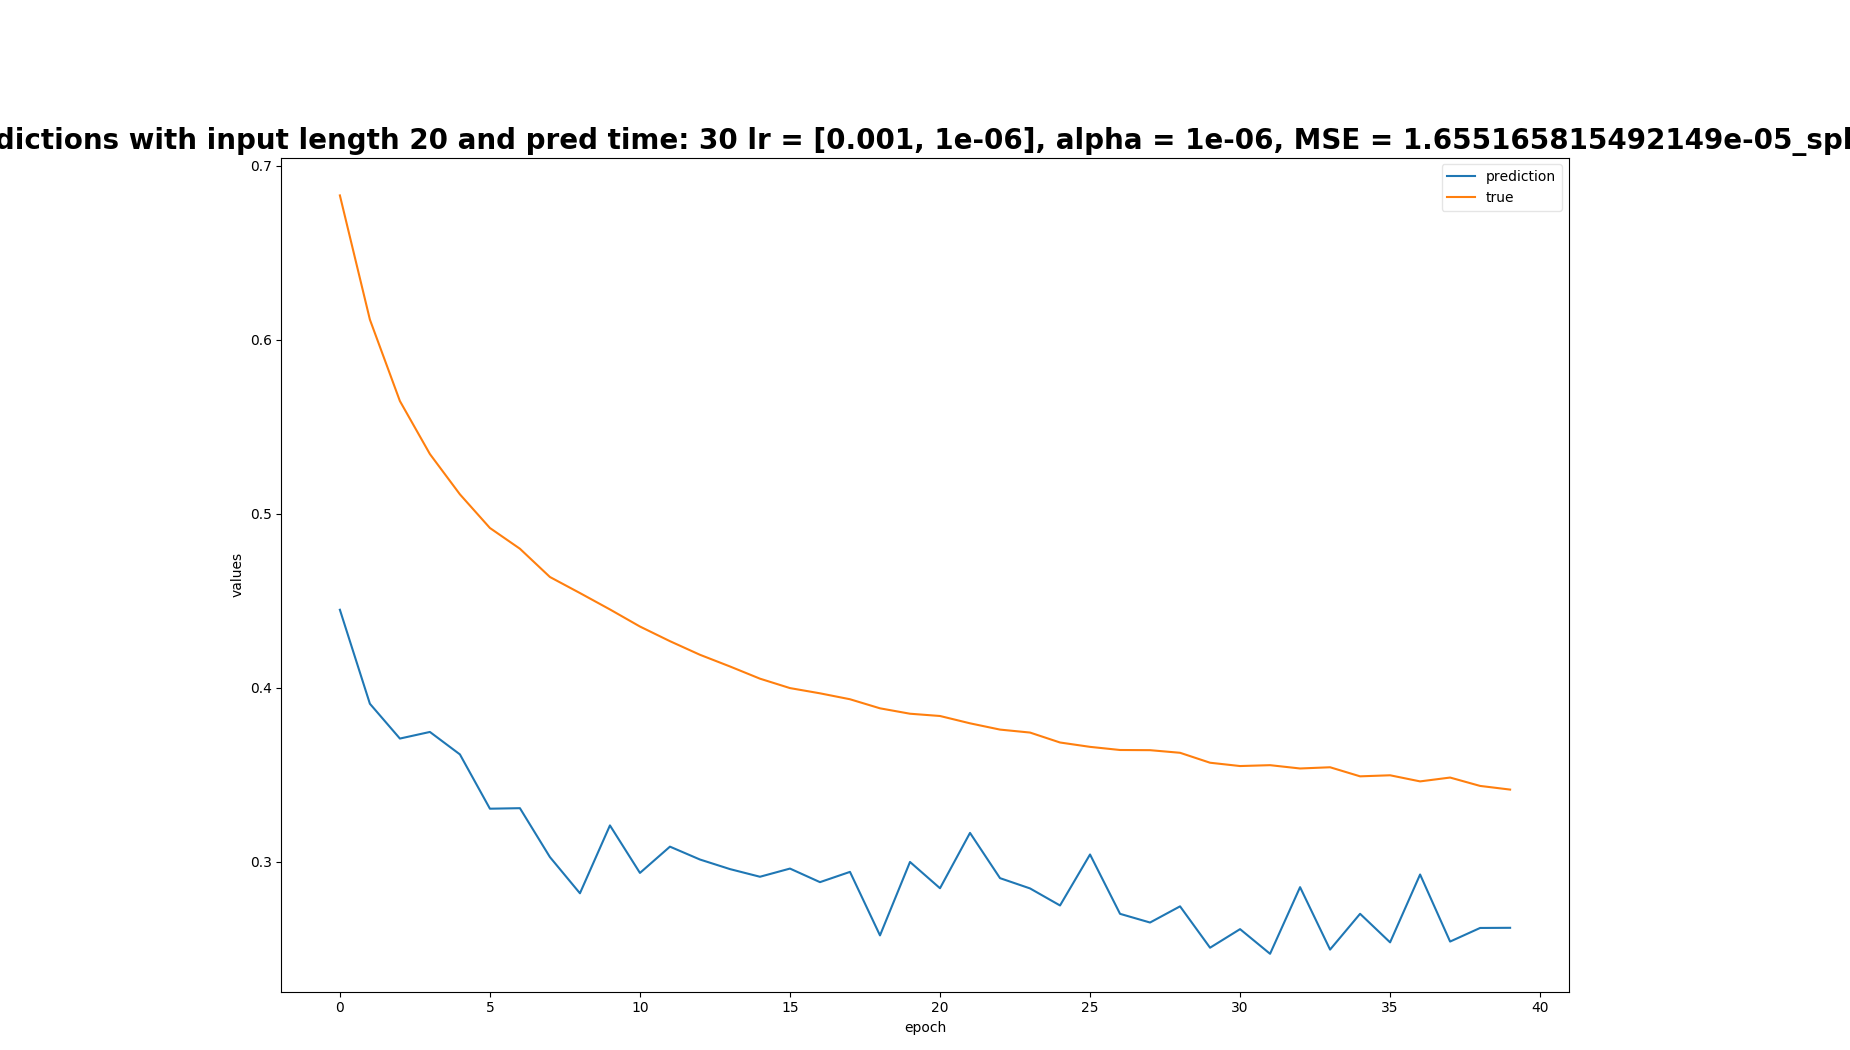 dictions with input length 20 and pred time: 30 lr = [0.001, 1e-06], alpha = 1e-06, MSE = 1.655165815492149e-05_spl
prediction
true
0.7
0.6
0.5
0.4
0.3
values
0 5 10 15 20 25 30 35 40
epoch